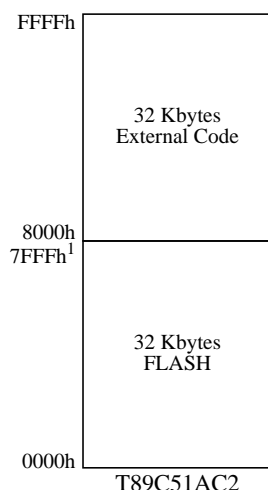 FFFFh
32 Kbytes
External Code
8000h
7FFFh¹
32 Kbytes
FLASH
0000h
T89C51AC2